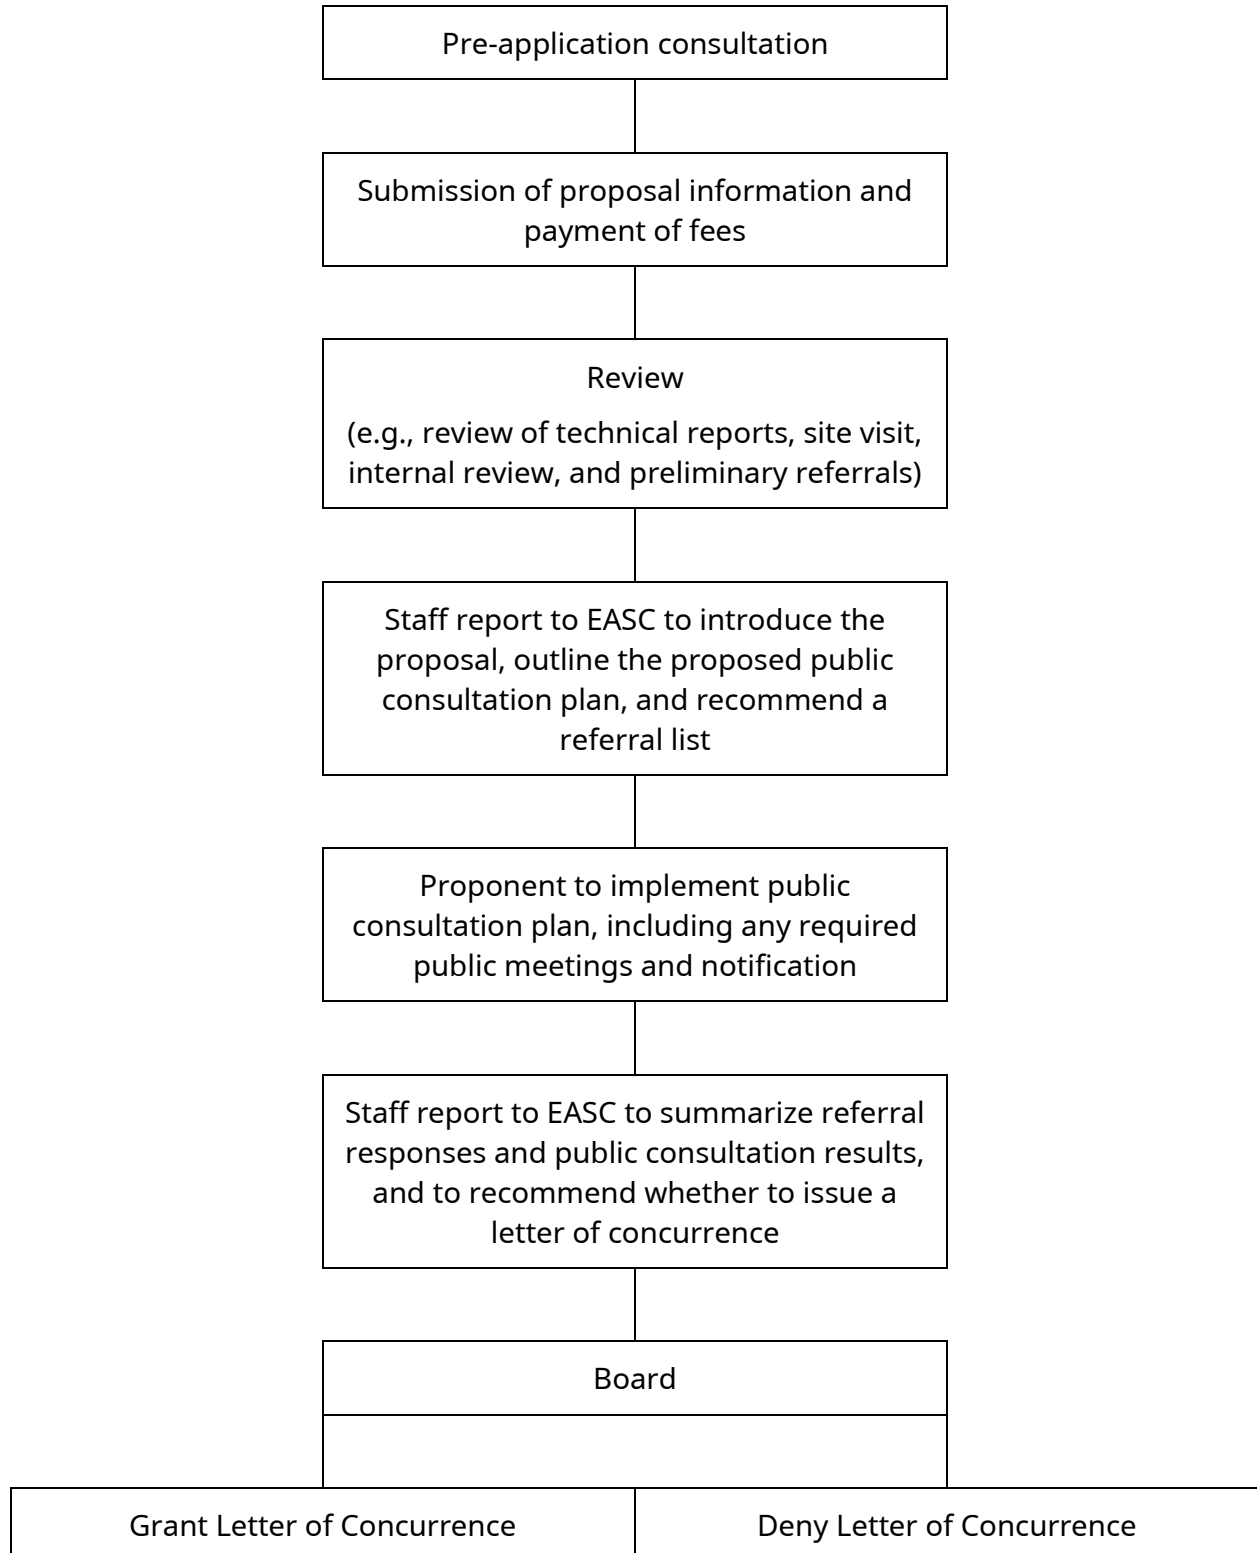 Pre-application consultation
Submission of proposal information and
payment of fees
Review
(e.g., review of technical reports, site visit,
internal review, and preliminary referrals)
Staff report to EASC to introduce the
proposal, outline the proposed public
consultation plan, and recommend a
referral list
Proponent to implement public
consultation plan, including any required
public meetings and notification
Staff report to EASC to summarize referral
responses and public consultation results,
and to recommend whether to issue a
letter of concurrence
Board
Grant Letter of Concurrence
Deny Letter of Concurrence